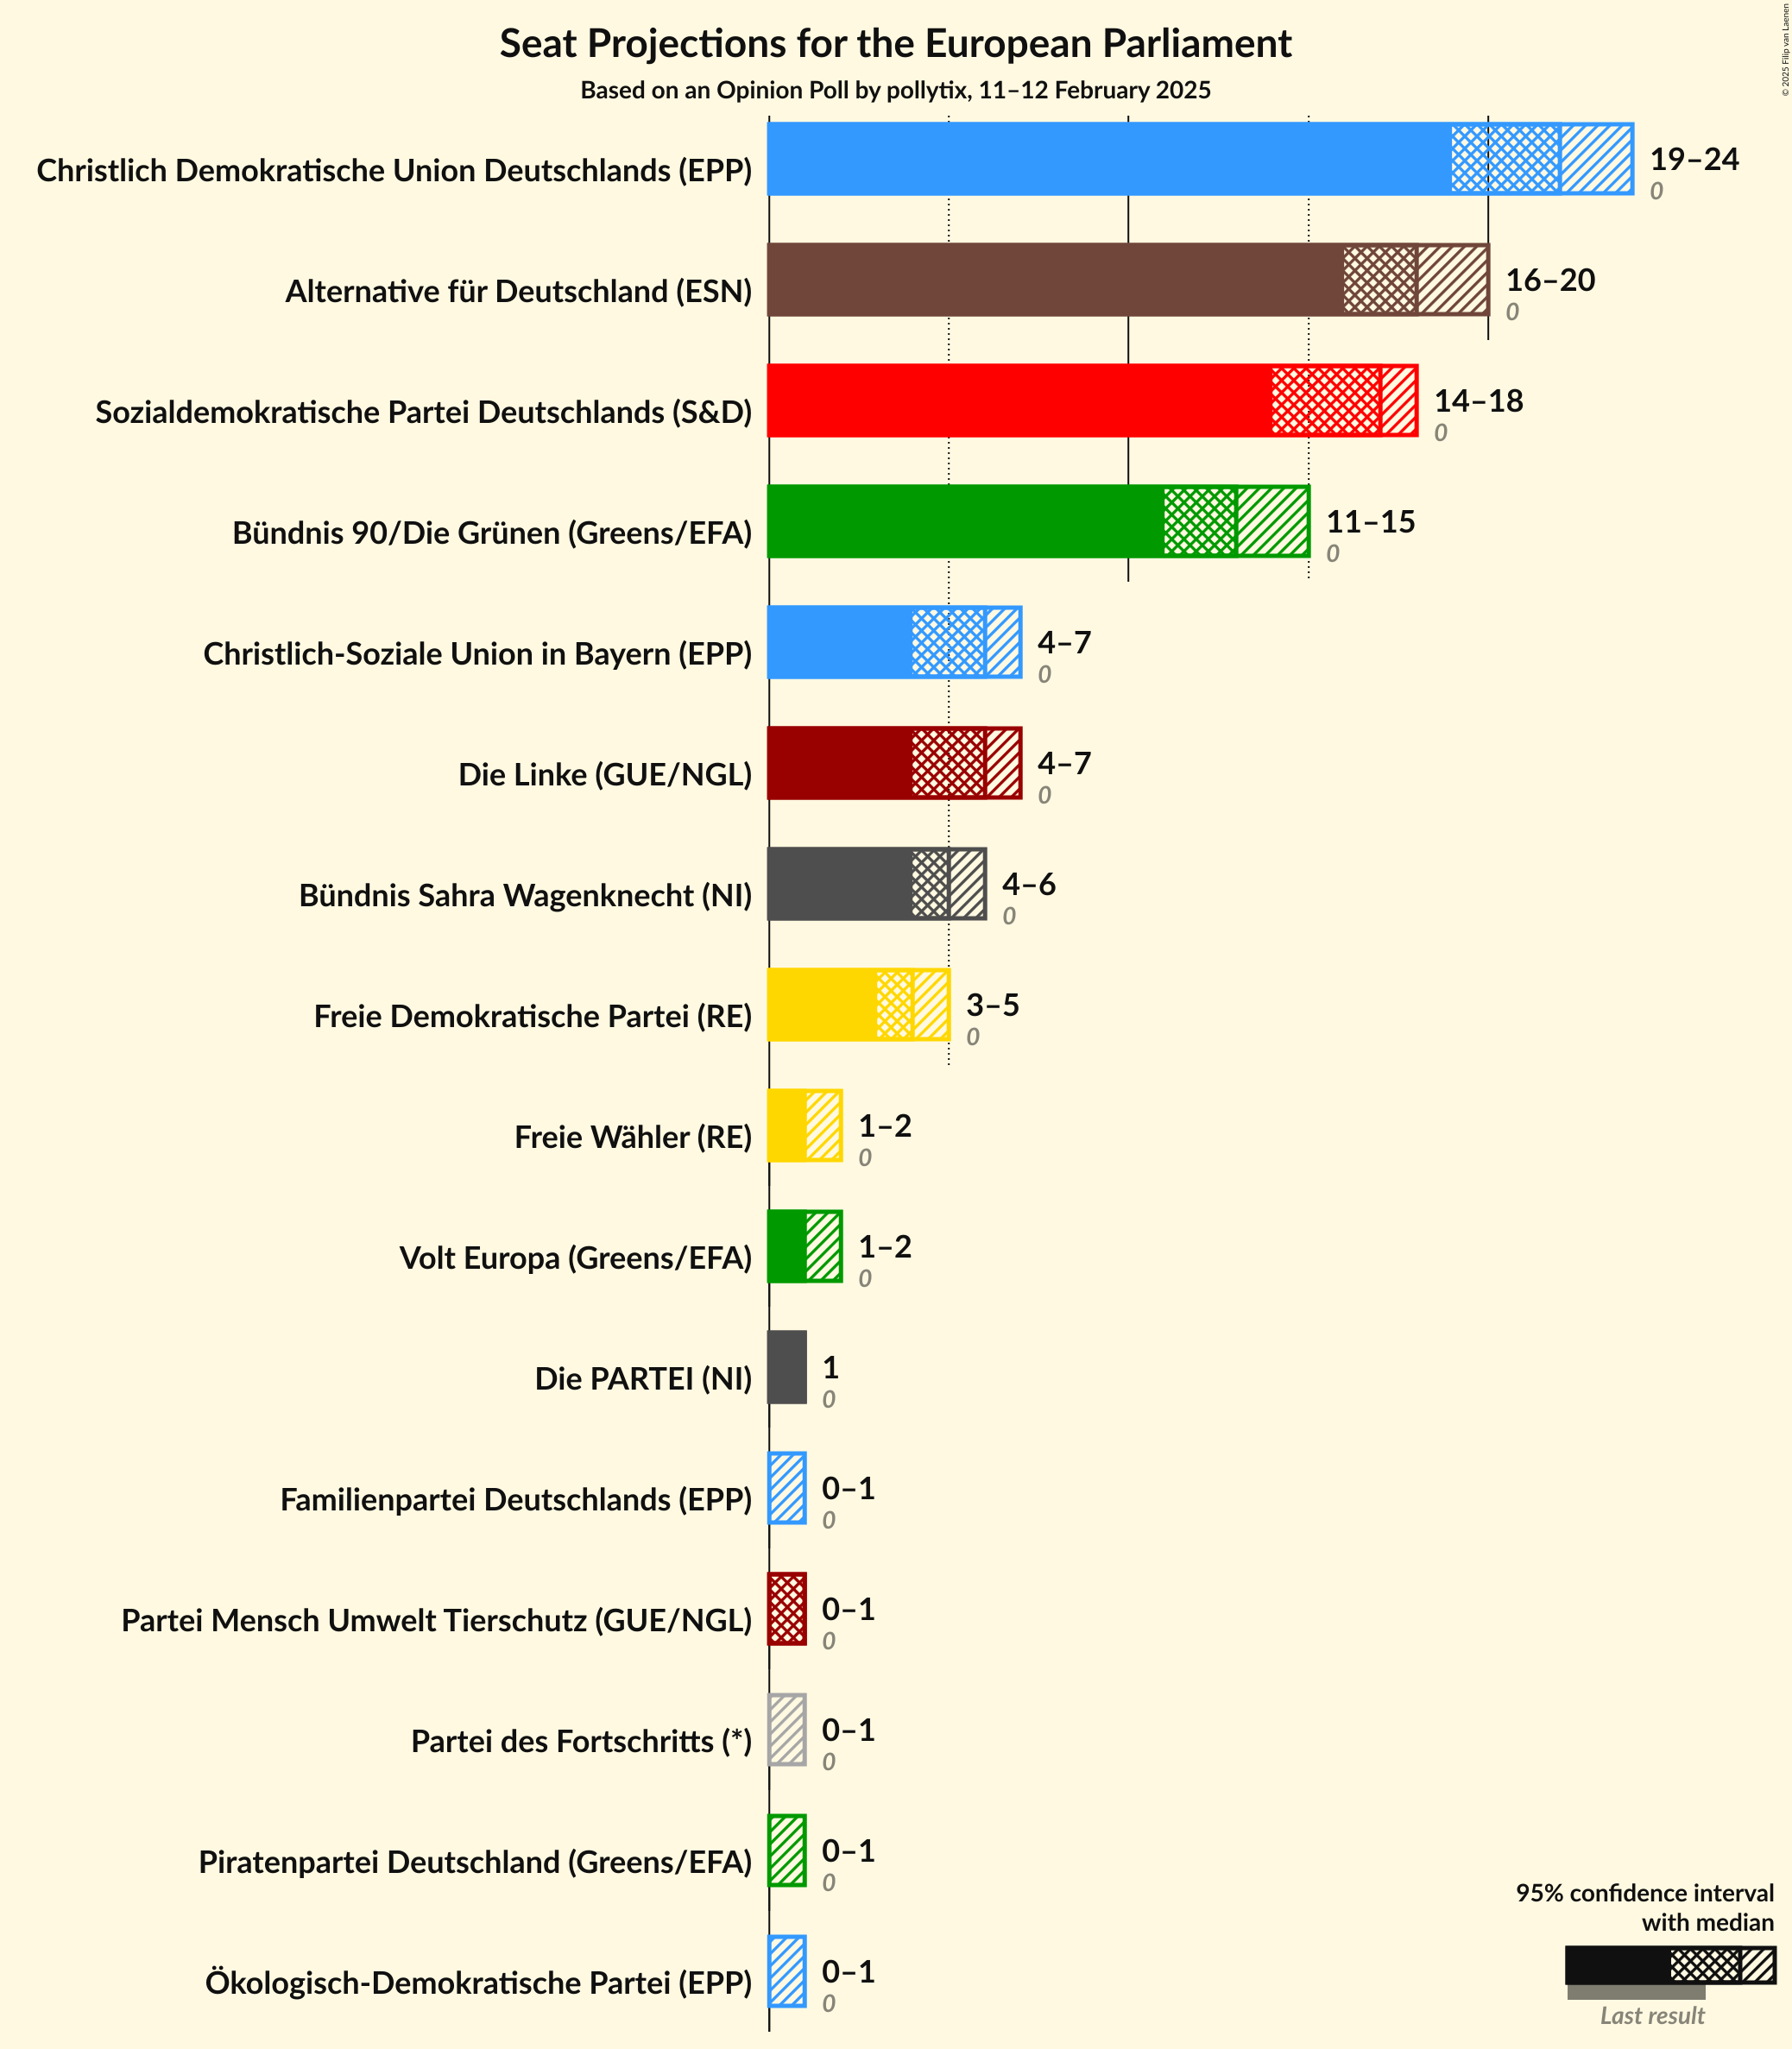 Seat Projections for the European Parliament
Based on an Opinion Poll by pollytix, 11–12 February 2025
© 2025 Filip van Laenen
Christlich Demokratische Union Deutschlands (EPP)
19–24
0
Alternative für Deutschland (ESN)
16–20
0
Sozialdemokratische Partei Deutschlands (S&D)
14–18
0
Bündnis 90/Die Grünen (Greens/EFA)
11–15
0
Christlich-Soziale Union in Bayern (EPP)
4–7
0
Die Linke (GUE/NGL)
4–7
0
Bündnis Sahra Wagenknecht (NI)
4–6
0
Freie Demokratische Partei (RE)
3–5
0
Freie Wähler (RE)
1–2
0
Volt Europa (Greens/EFA)
1–2
0
Die PARTEI (NI)
1
0
Familienpartei Deutschlands (EPP)
0–1
0
Partei Mensch Umwelt Tierschutz (GUE/NGL)
0–1
0
Partei des Fortschritts (*)
0–1
0
Piratenpartei Deutschland (Greens/EFA)
0–1
0
Ökologisch-Demokratische Partei (EPP)
0–1
0
95% confidence interval
with median
Last result